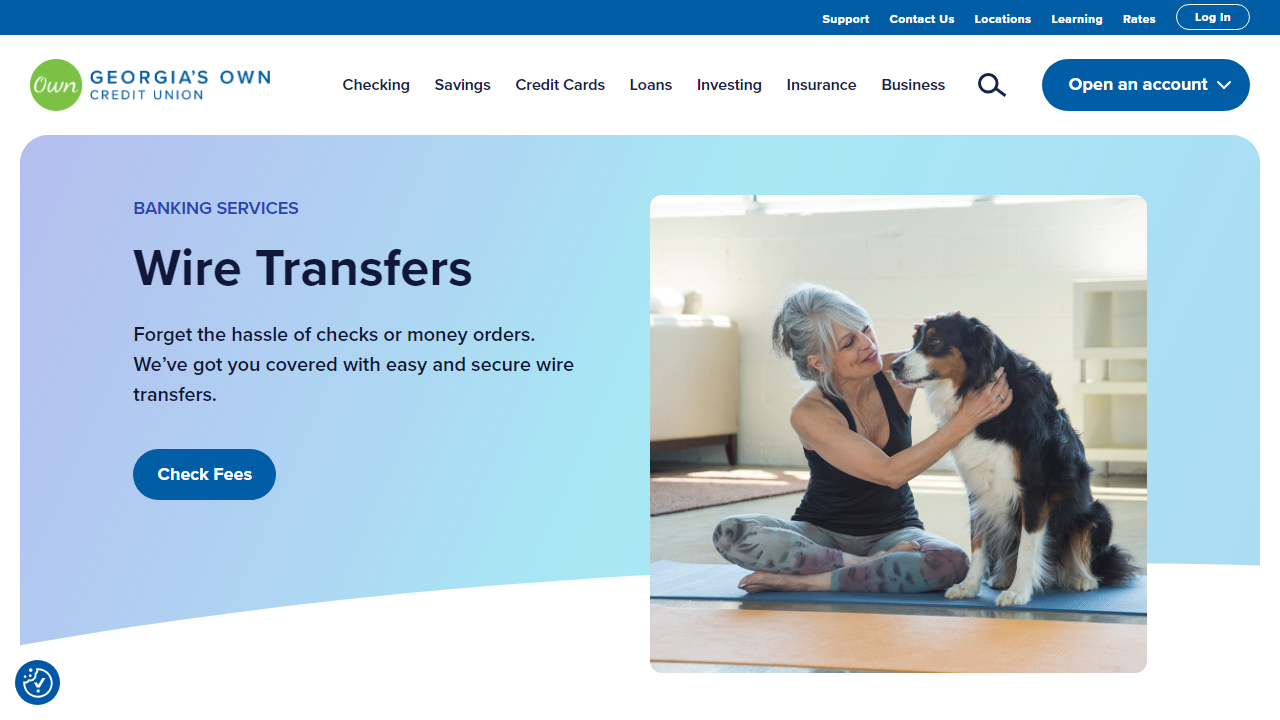 Support Contact Us Locations Learning Rates Log In
Own GEORGIA'S OWN
CREDIT UNION
Checking Savings Credit Cards Loans Investing Insurance Business Open an account
BANKING SERVICES
Wire Transfers
Forget the hassle of checks or money orders.
We’ve got you covered with easy and secure wire
transfers.
Check Fees